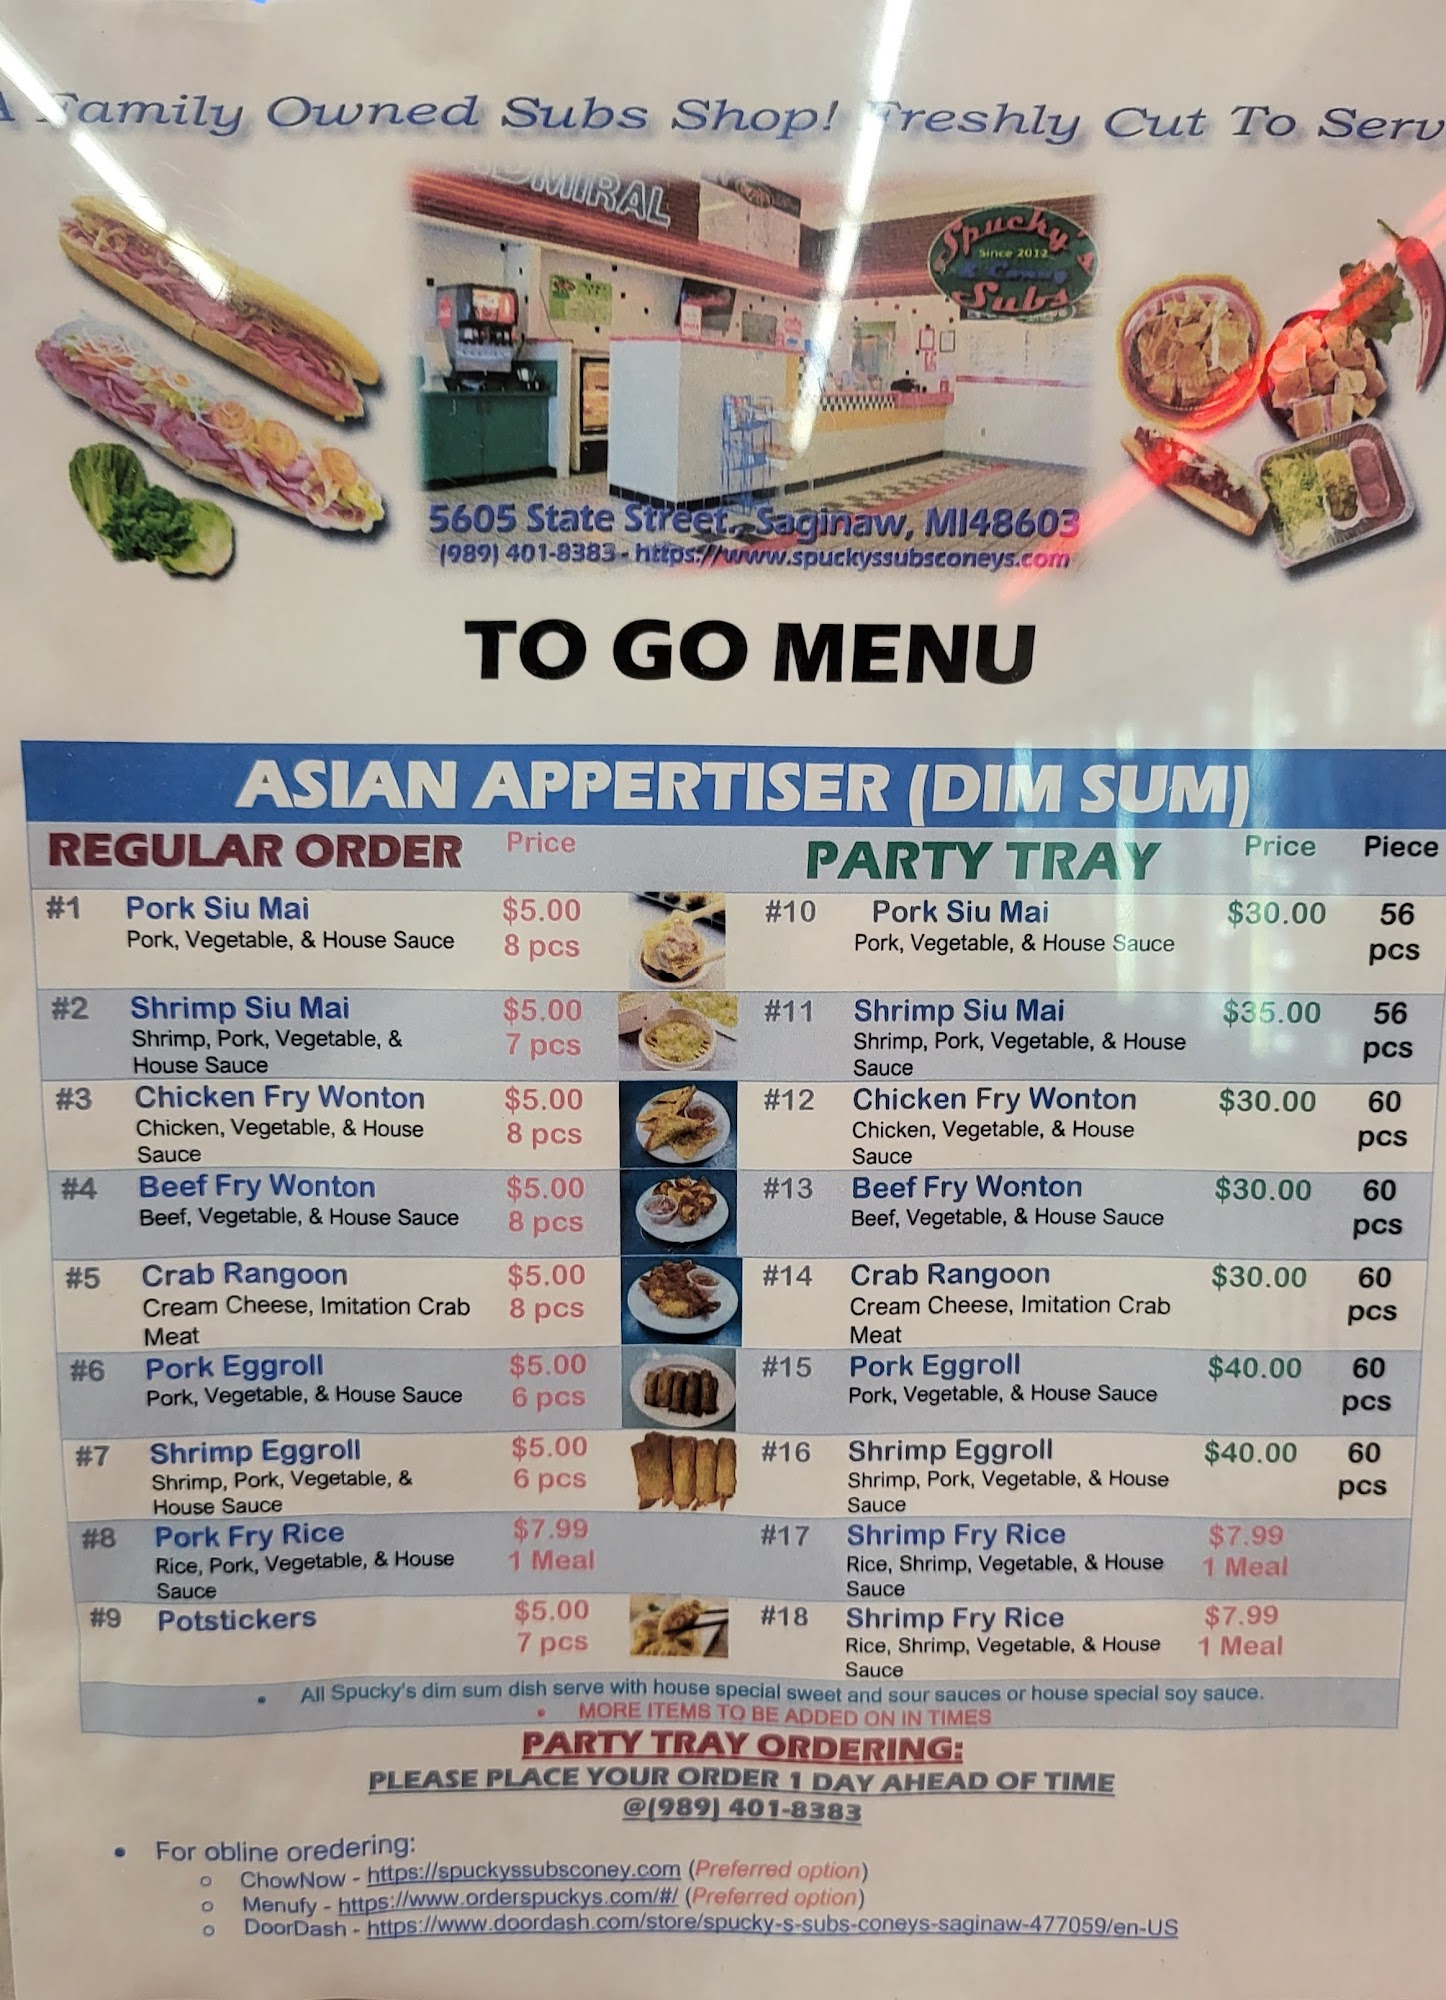 A Family Owned Subs Shop! Freshly Cut To Serv
ADMIRAL
Spucky's
Since 2012
& Coney
Subs
5605 State Street., Saginaw, MI48603
(989) 401-8383 - https://www.spuckyssubsconeys.com
TO GO MENU
ASIAN APPERTISER (DIM SUM)
REGULAR ORDER Price PARTY TRAY Price Piece
#1 Pork Siu Mai $5.00 #10 Pork Siu Mai $30.00 56
Pork, Vegetable, & House Sauce 8 pcs Pork, Vegetable, & House Sauce pcs
#2 Shrimp Siu Mai $5.00 #11 Shrimp Siu Mai $35.00 56
Shrimp, Pork, Vegetable, & 7 pcs Shrimp, Pork, Vegetable, & House pcs
House Sauce Sauce
#3 Chicken Fry Wonton $5.00 #12 Chicken Fry Wonton $30.00 60
Chicken, Vegetable, & House 8 pcs Chicken, Vegetable, & House pcs
Sauce Sauce
#4 Beef Fry Wonton $5.00 #13 Beef Fry Wonton $30.00 60
Beef, Vegetable, & House Sauce 8 pcs Beef, Vegetable, & House Sauce pcs
#5 Crab Rangoon $5.00 #14 Crab Rangoon $30.00 60
Cream Cheese, Imitation Crab 8 pcs Cream Cheese, Imitation Crab pcs
Meat Meat
#6 Pork Eggroll $5.00 #15 Pork Eggroll $40.00 60
Pork, Vegetable, & House Sauce 6 pcs Pork, Vegetable, & House Sauce pcs
#7 Shrimp Eggroll $5.00 #16 Shrimp Eggroll $40.00 60
Shrimp, Pork, Vegetable, & 6 pcs Shrimp, Pork, Vegetable, & House pcs
House Sauce Sauce
#8 Pork Fry Rice $7.99 #17 Shrimp Fry Rice $7.99
Rice, Pork, Vegetable, & House 1 Meal Rice, Shrimp, Vegetable, & House 1 Meal
Sauce Sauce
#9 Potstickers $5.00 #18 Shrimp Fry Rice $7.99
7 pcs Rice, Shrimp, Vegetable, & House 1 Meal
Sauce
• All Spucky's dim sum dish serve with house special sweet and sour sauces or house special soy sauce.
• MORE ITEMS TO BE ADDED ON IN TIMES
PARTY TRAY ORDERING:
PLEASE PLACE YOUR ORDER 1 DAY AHEAD OF TIME
@(989) 401-8383
• For obline oredering:
o ChowNow - https://spuckyssubsconey.com (Preferred option)
o Menufy - https://www.orderspuckys.com/#/ (Preferred option)
o DoorDash - https://www.doordash.com/store/spucky-s-subs-coneys-saginaw-477059/en-US